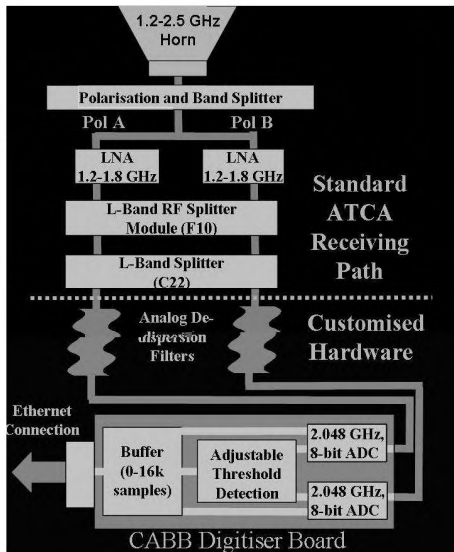 1.2-2.5 GHz
Horn
Polarisation and Band Splitter
Pol A
Pol B
LNA
1.2-1.8 GHz
LNA
1.2-1.8 GHz
L-Band RF Splitter
Module (F10)
L-Band Splitter
(C22)
Standard
ATCA
Receiving
Path
Analog De-
dispersion
Filters
Customised
Hardware
Ethernet
Connection
Buffer
(0-16k
samples)
Adjustable
Threshold
Detection
2.048 GHz,
8-bit ADC
2.048 GHz,
8-bit ADC
CABB Digitiser Board